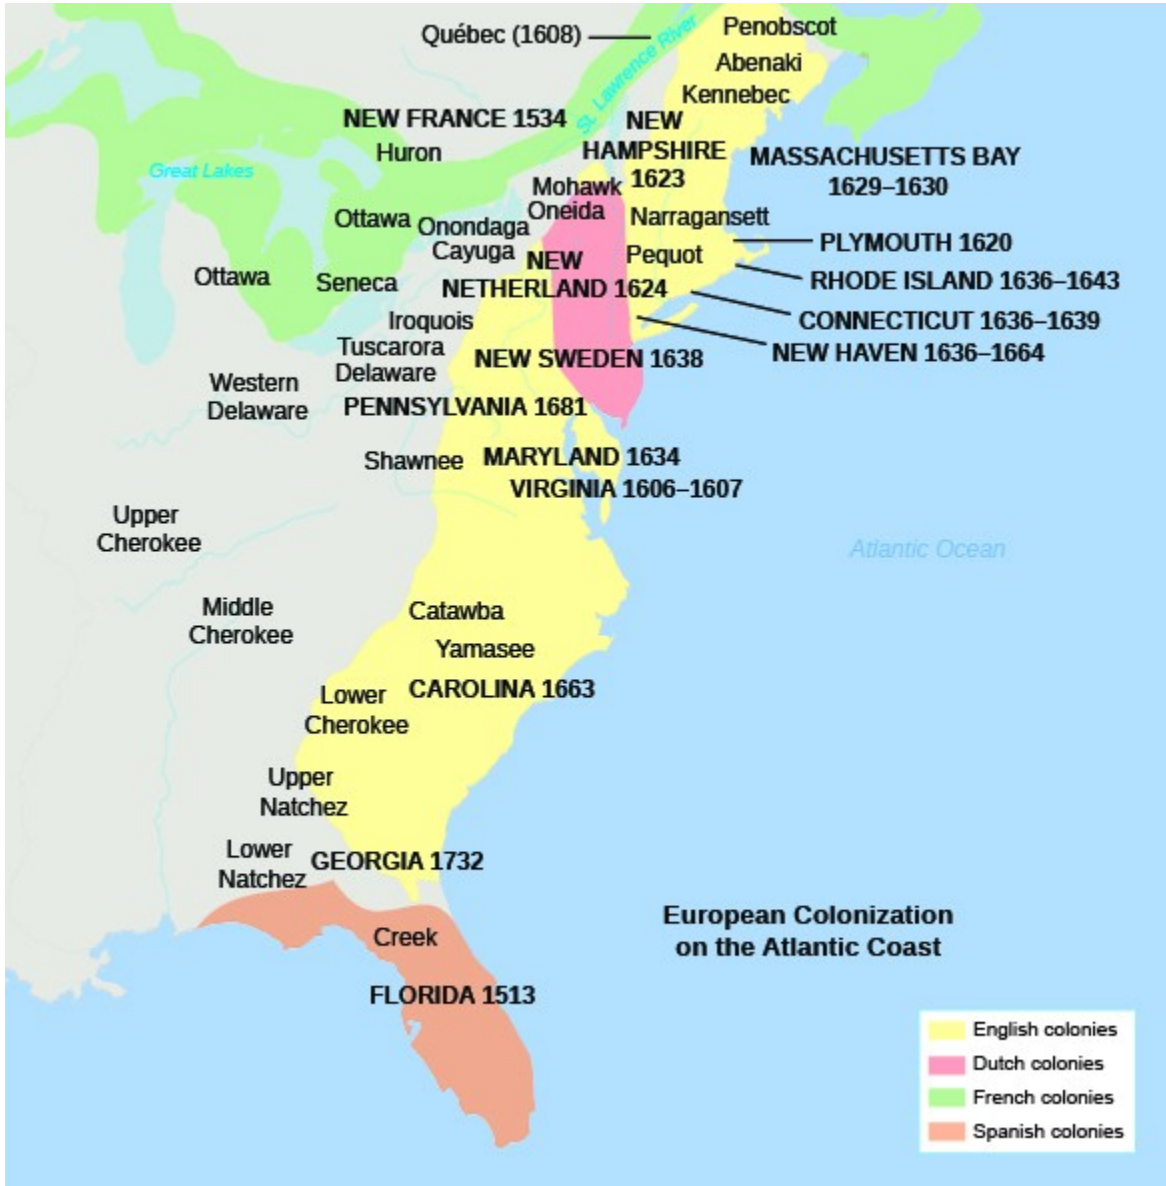 Québec (1608)
St. Lawrence River
Penobscot
Abenaki
Kennebec
NEW FRANCE 1534
Huron
Great Lakes
NEW
HAMPSHIRE
1623
MASSACHUSETTS BAY
1629–1630
Mohawk
Oneida
Ottawa
Onondaga
Cayuga
Narragansett
PLYMOUTH 1620
Pequot
NEW
NETHERLAND 1624
Ottawa
Seneca
RHODE ISLAND 1636–1643
Iroquois
CONNECTICUT 1636–1639
Tuscarora
Delaware
NEW SWEDEN 1638
NEW HAVEN 1636–1664
Western
Delaware
PENNSYLVANIA 1681
Shawnee
MARYLAND 1634
VIRGINIA 1606–1607
Upper
Cherokee
Atlantic Ocean
Middle
Cherokee
Catawba
Yamasee
CAROLINA 1663
Lower
Cherokee
Upper
Natchez
Lower
Natchez
GEORGIA 1732
Creek
FLORIDA 1513
European Colonization
on the Atlantic Coast
English colonies
Dutch colonies
French colonies
Spanish colonies